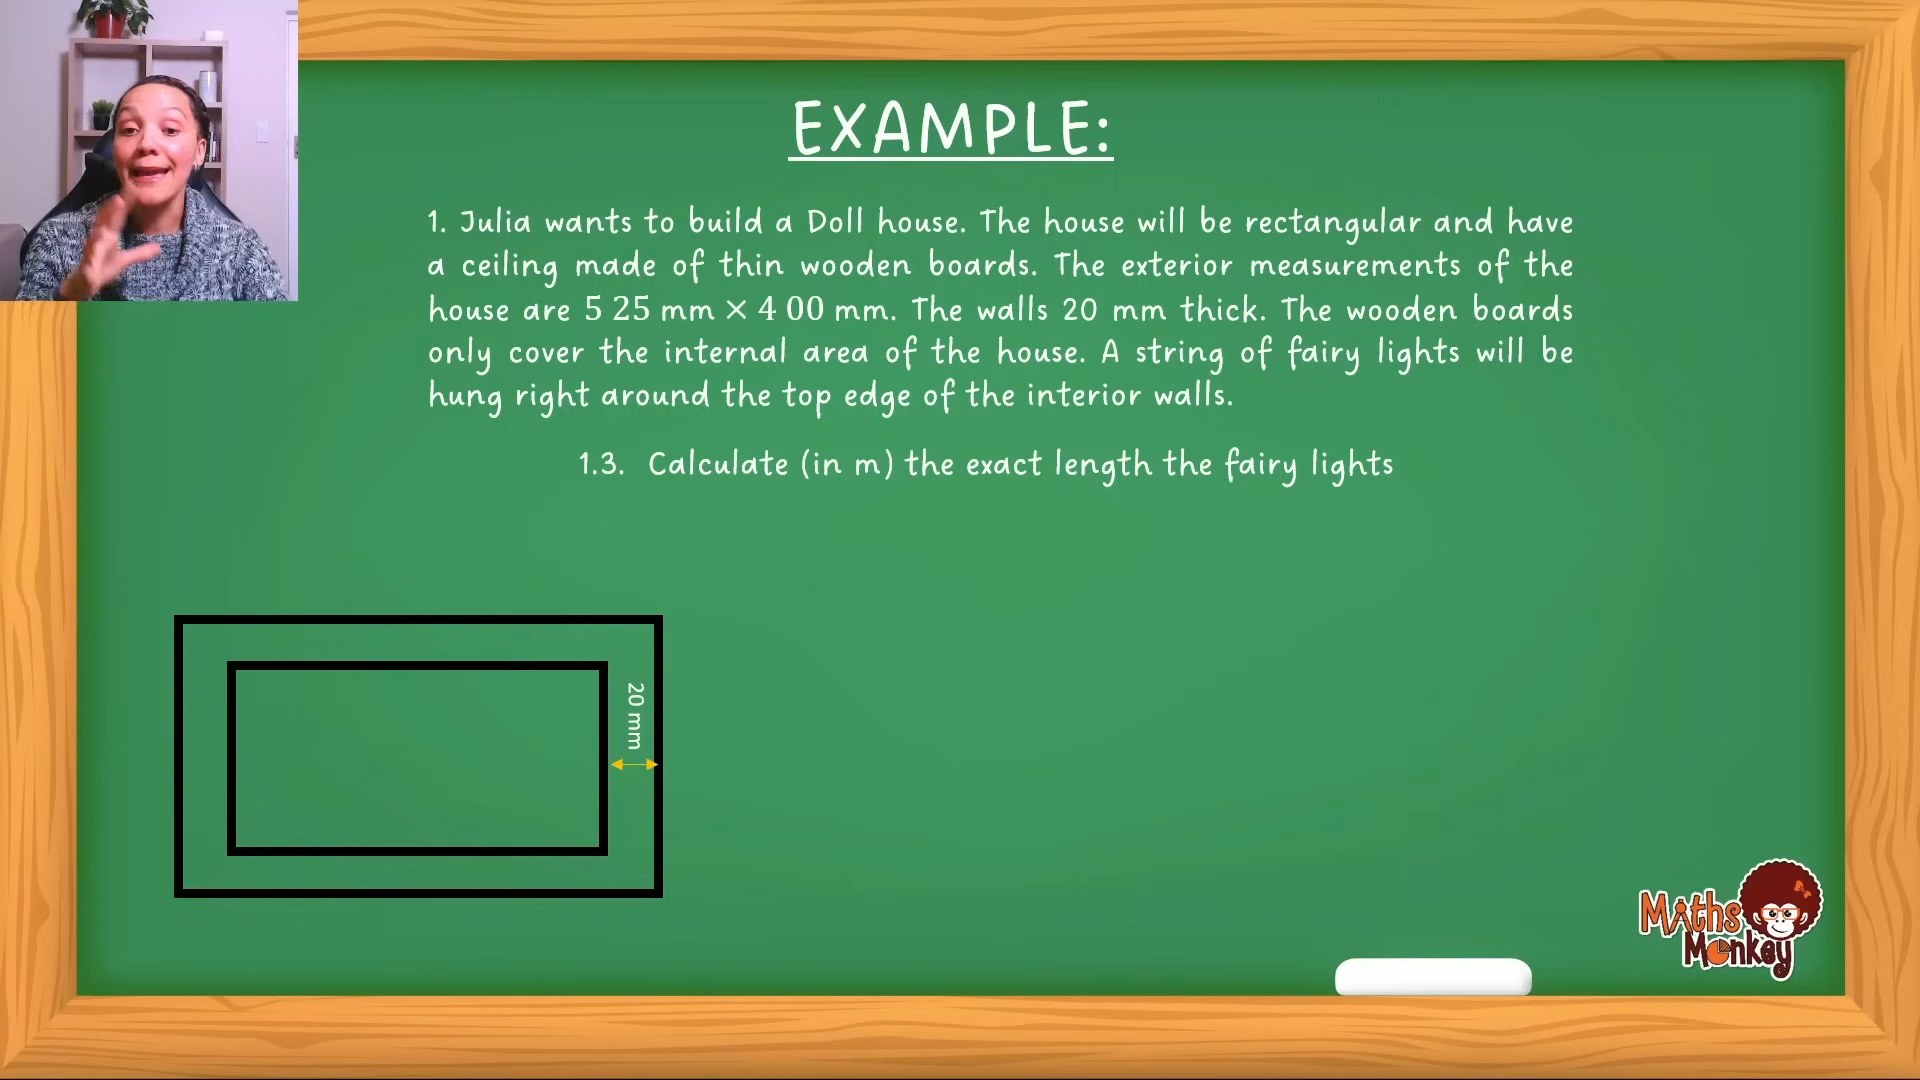 EXAMPLE:
1. Julia wants to build a Doll house. The house will be rectangular and have
a ceiling made of thin wooden boards. The exterior measurements of the
house are 5 25 mm × 4 00 mm. The walls 20 mm thick. The wooden boards
only cover the internal area of the house. A string of fairy lights will be
hung right around the top edge of the interior walls.
1.3. Calculate (in m) the exact length the fairy lights
20 mm
Maths
Monkey